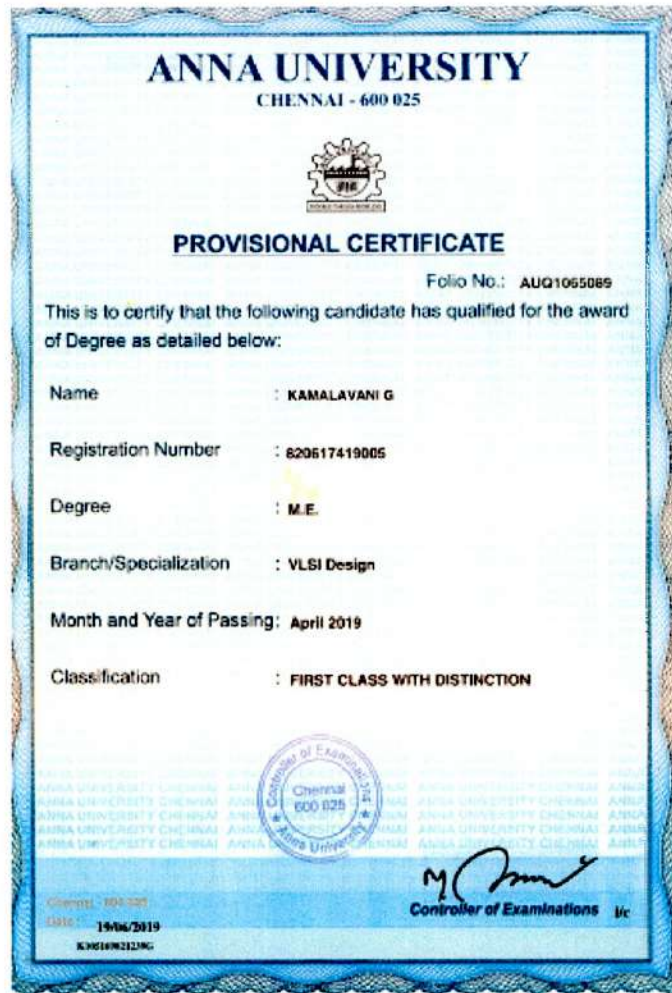 ANNA UNIVERSITY
CHENNAI - 600 025
PROVISIONAL CERTIFICATE
Folio No.: AUQ1065089
This is to certify that the following candidate has qualified for the award
of Degree as detailed below:
Name : KAMALAVANI G
Registration Number : 820617419005
Degree : M.E.
Branch/Specialization : VLSI Design
Month and Year of Passing: April 2019
Classification : FIRST CLASS WITH DISTINCTION
Controller of Examinations
Chennai
600 025
Anna University
Controller of Examinations i/c
Chennai - 600 025
Date: 19/06/2019